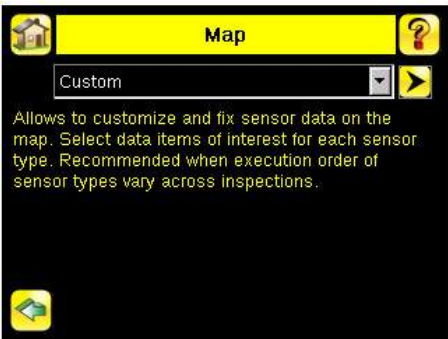 Map
Custom
Allows to customize and fix sensor data on the
map. Select data items of interest for each sensor
type. Recommended when execution order of
sensor types vary across inspections.